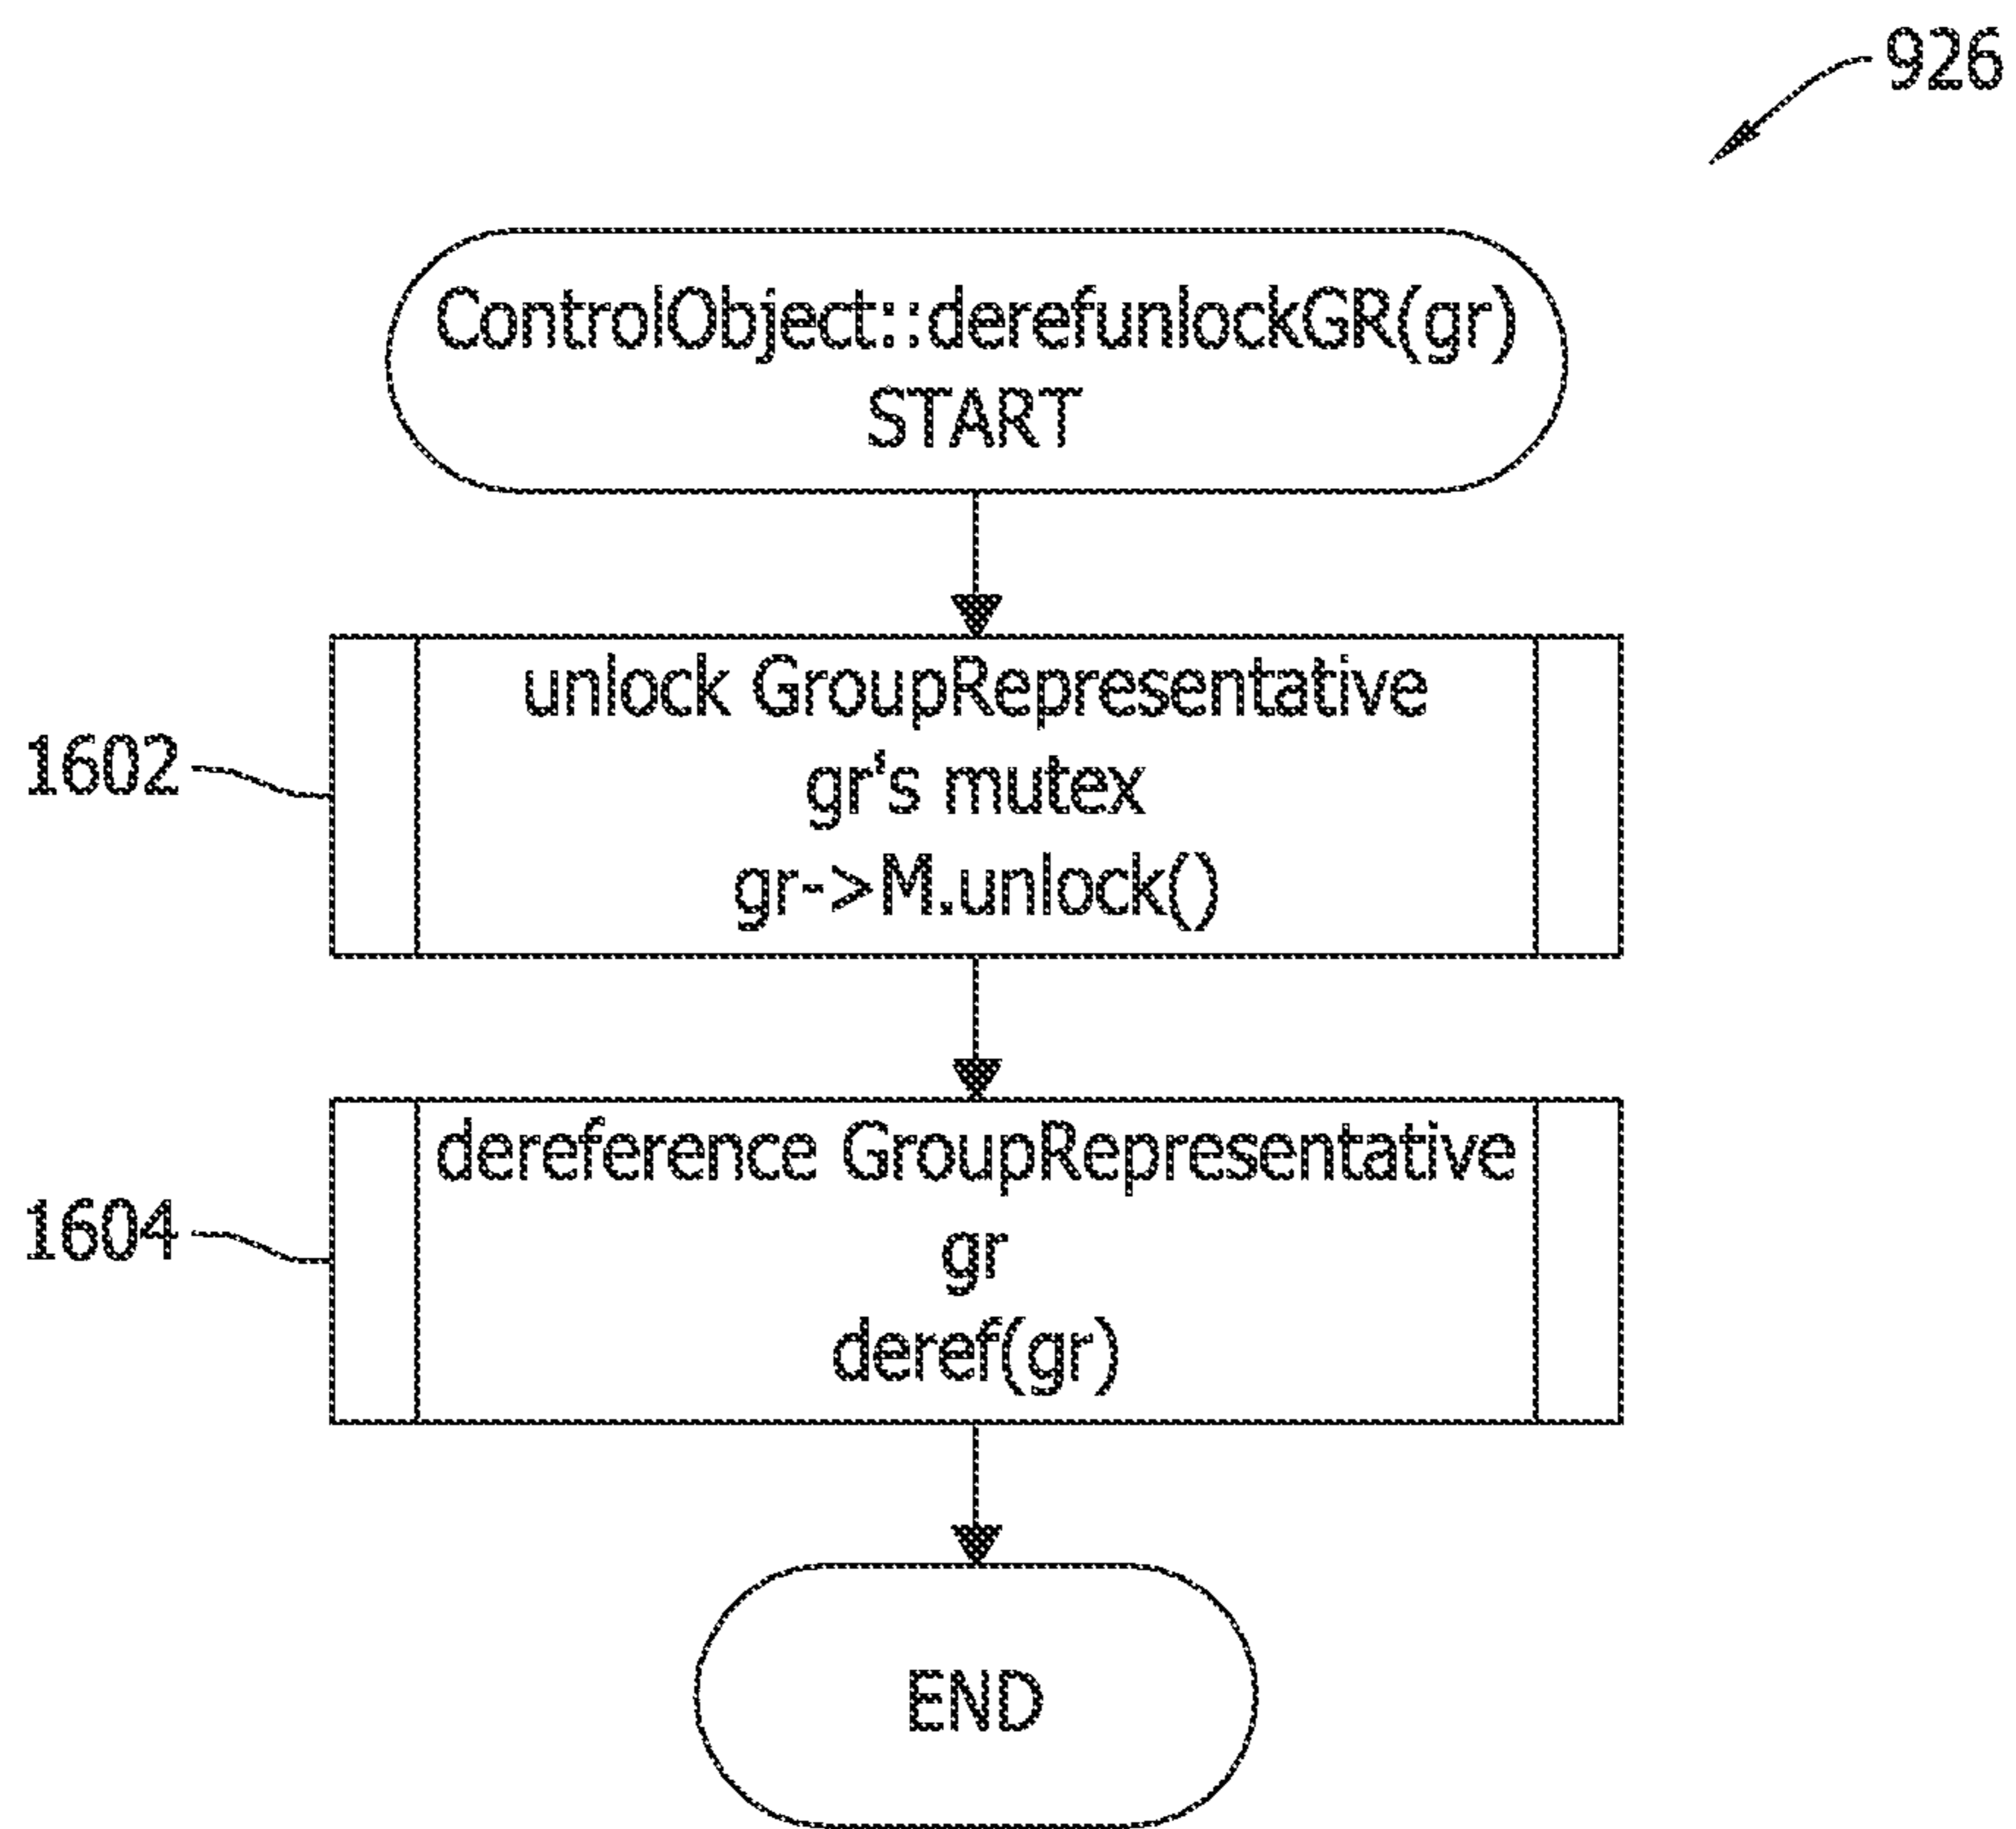 926
ControlObject::derefunlockGR(gr)
START
1602
unlock GroupRepresentative
gr's mutex
gr->M.unlock()
1604
dereference GroupRepresentative
gr
deref(gr)
END